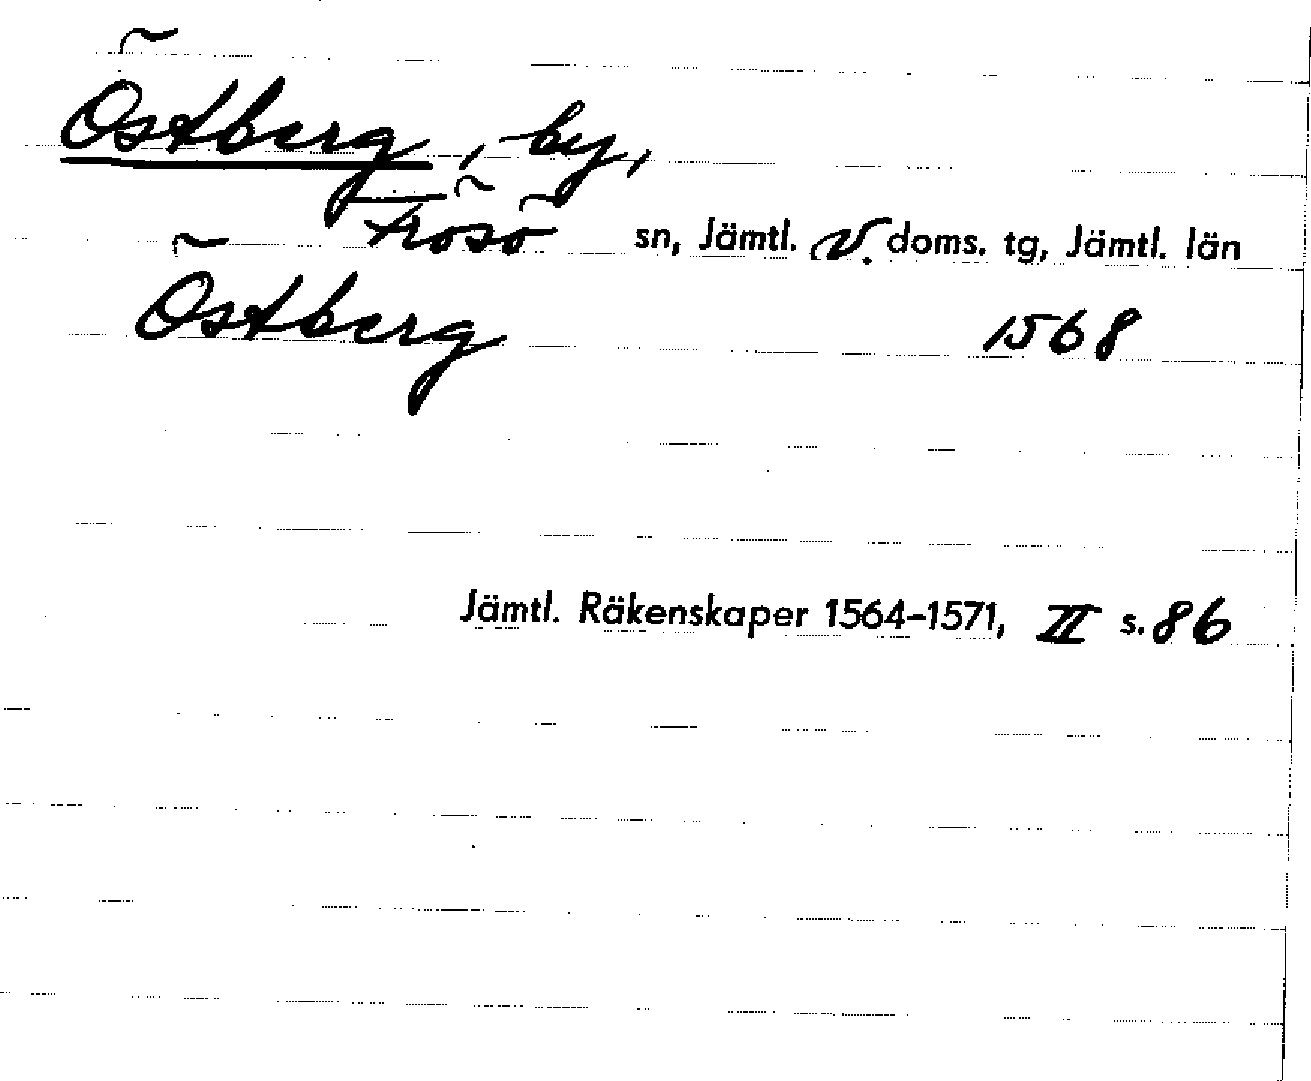 Östberg, by,
Frösö sn, Jämtl. v. doms. tg, Jämtl. län
Östberg 1568
Jämtl. Räkenskaper 1564-1571, II s. 86